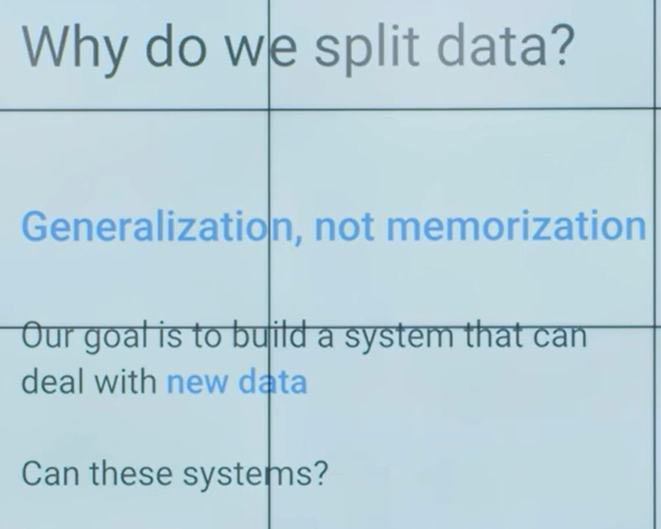 Why do we split data?
Generalization, not memorization
Our goal is to build a system that can
deal with new data
Can these systems?